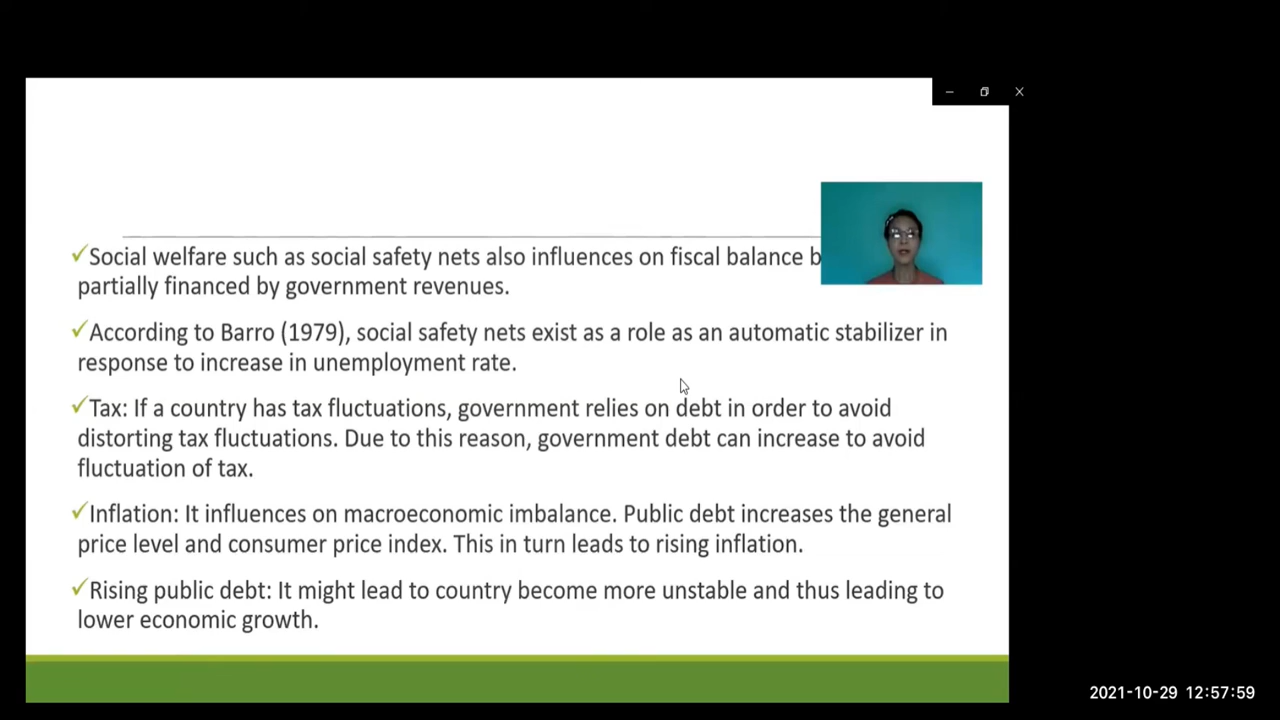 Social welfare such as social safety nets also influences on fiscal balance
partially financed by government revenues.
According to Barro (1979), social safety nets exist as a role as an automatic stabilizer in
response to increase in unemployment rate.
Tax: If a country has tax fluctuations, government relies on debt in order to avoid
distorting tax fluctuations. Due to this reason, government debt can increase to avoid
fluctuation of tax.
Inflation: It influences on macroeconomic imbalance. Public debt increases the general
price level and consumer price index. This in turn leads to rising inflation.
Rising public debt: It might lead to country become more unstable and thus leading to
lower economic growth.
2021-10-29 12:57:59